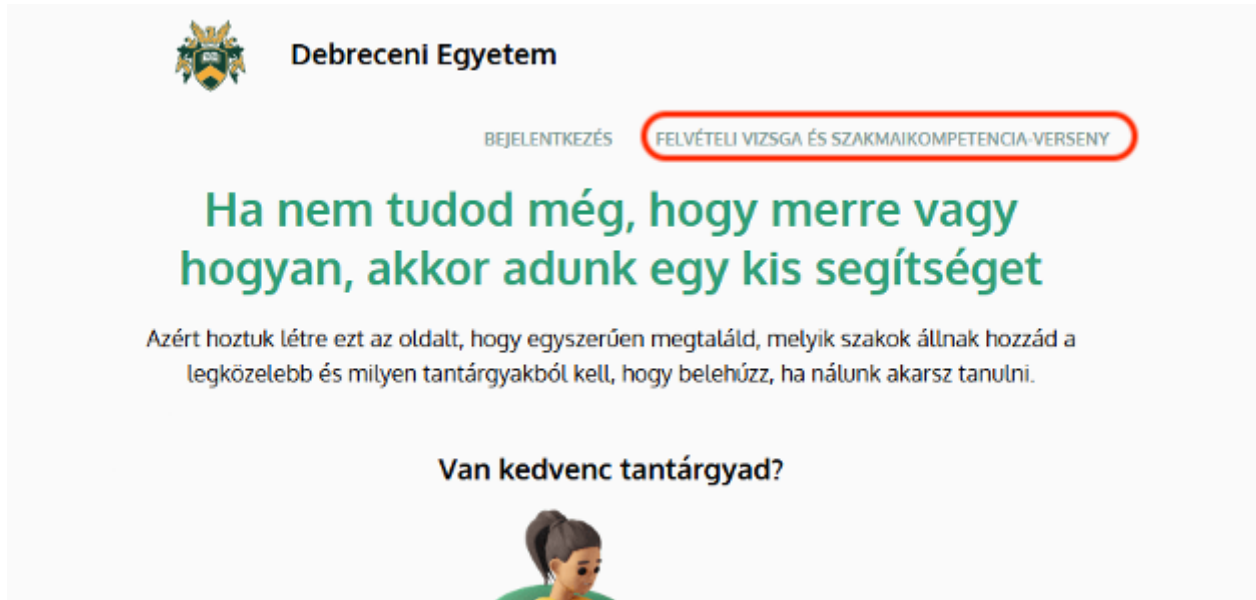 Debreceni Egyetem
BEJELENTKEZÉS FELVÉTELI VIZSGA ÉS SZAKMAIKOMPETENCIA-VERSENY
Ha nem tudod még, hogy merre vagy
hogyan, akkor adunk egy kis segítséget
Azért hoztuk létre ezt az oldalt, hogy egyszerűen megtaláld, melyik szakok állnak hozzád a
legközelebb és milyen tantárgyakból kell, hogy belehúzz, ha nálunk akarsz tanulni.
Van kedvenc tantárgyad?